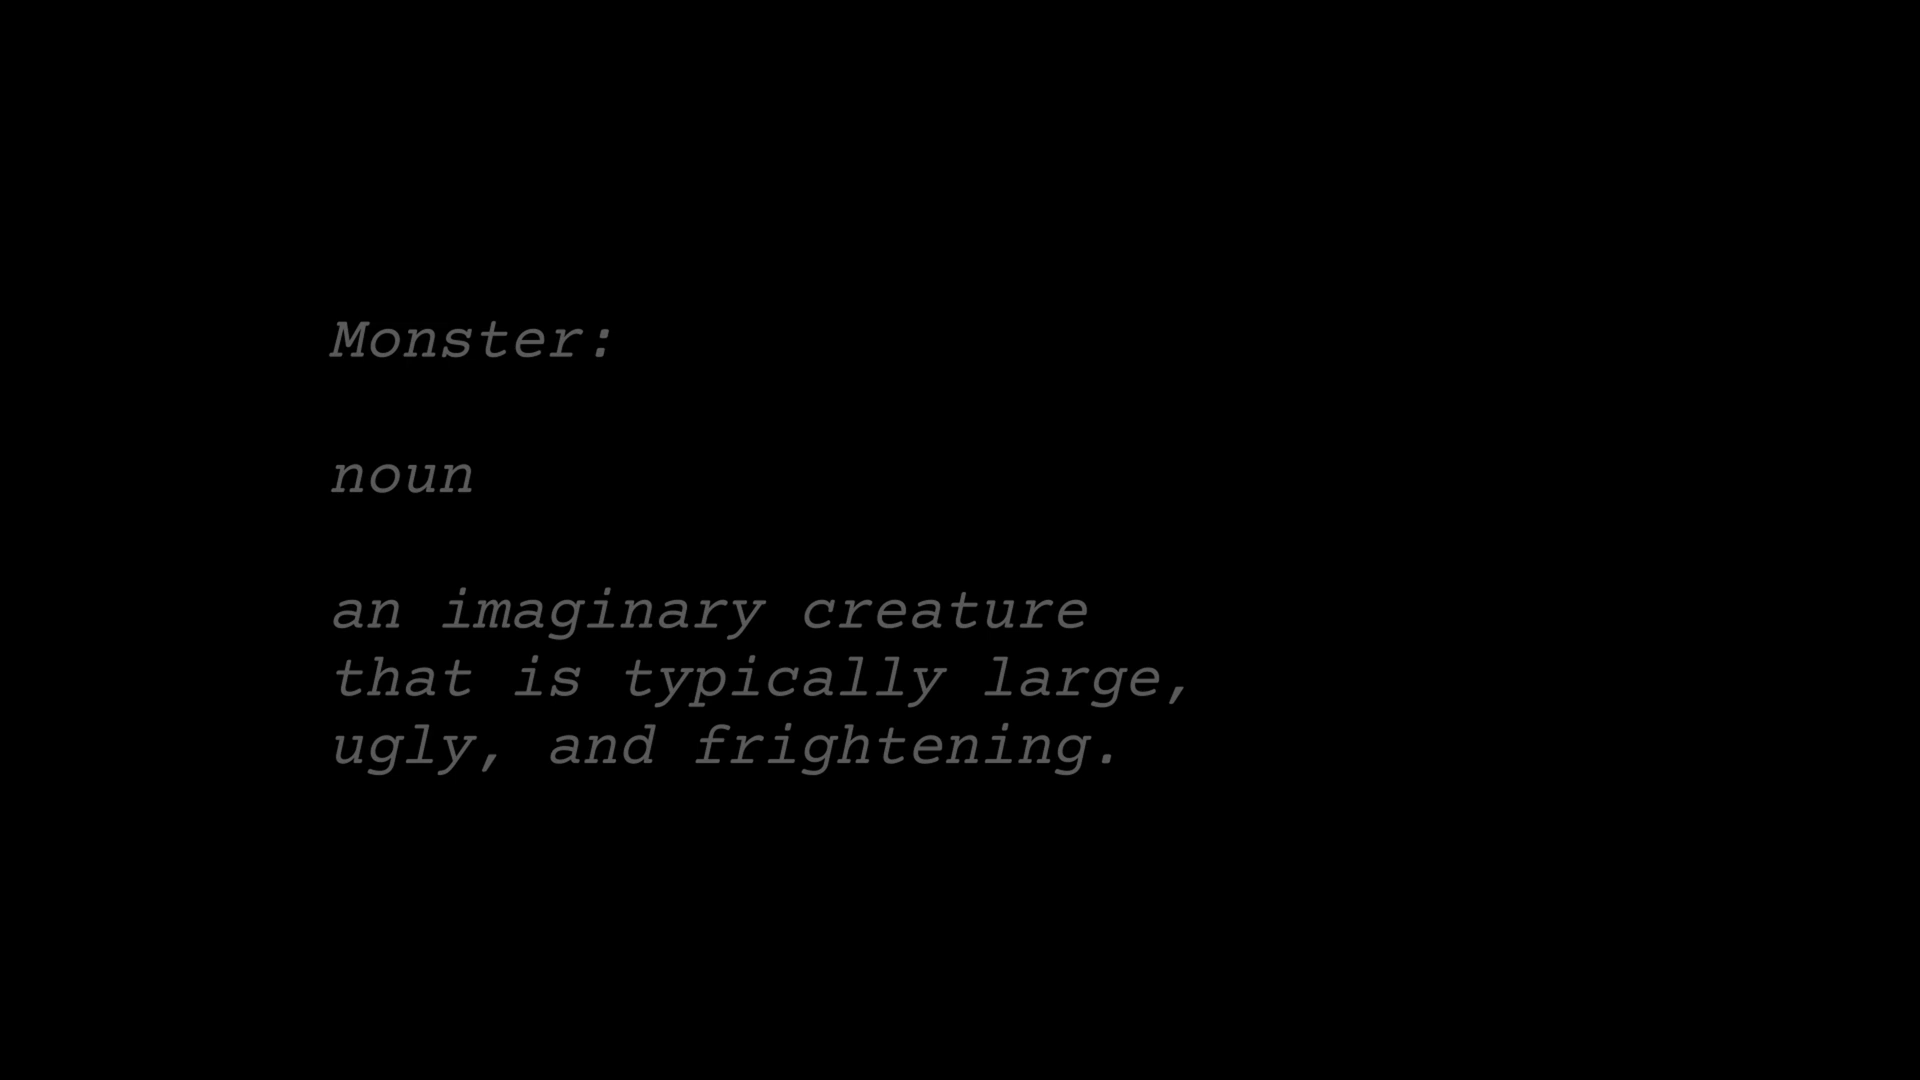 Monster:
noun
an imaginary creature
that is typically large,
ugly, and frightening.